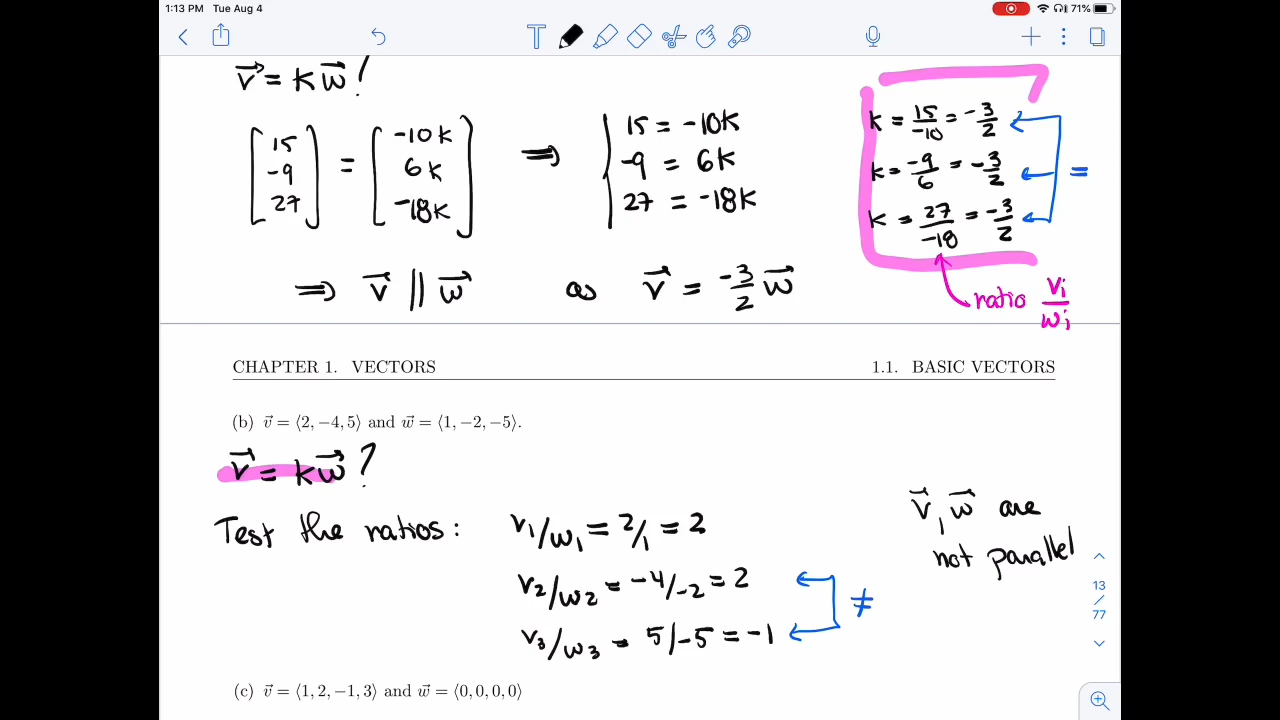 1:13 PM Tue Aug 4
71%
v⃗ = k w⃗ ?
[15 -9 27] = [-10k 6k -18k] ⟹ { 15 = -10k
-9 = 6k
27 = -18k
k = 15/-10 = -3/2
k = -9/6 = -3/2
k = 27/-18 = -3/2
=
⟹ v⃗ ∥ w⃗ as v⃗ = -3/2 w⃗
ratio vᵢ/wᵢ
CHAPTER 1. VECTORS 1.1. BASIC VECTORS
(b) v⃗ = ⟨2, −4, 5⟩ and w⃗ = ⟨1, −2, −5⟩.
v⃗ = k w⃗ ?
Test the ratios: v₁/w₁ = 2/1 = 2
v₂/w₂ = -4/-2 = 2
v₃/w₃ = 5/-5 = -1
≠
v⃗, w⃗ are
not parallel
13
/
77
(c) v⃗ = ⟨1, 2, −1, 3⟩ and w⃗ = ⟨0, 0, 0, 0⟩